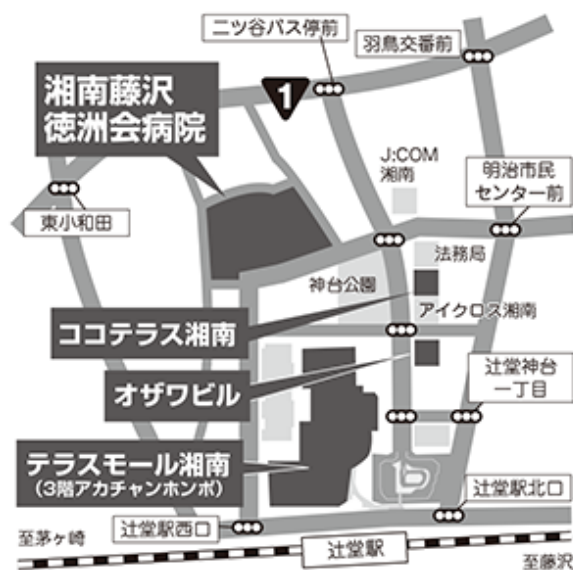 二ツ谷バス停前
羽鳥交番前
1
湘南藤沢
徳洲会病院
J:COM
湘南
明治市民
センター前
東小和田
法務局
神台公園
アイクロス湘南
ココテラス湘南
オザワビル
辻堂神台
一丁目
テラスモール湘南
(3階アカチャンホンポ)
辻堂駅北口
辻堂駅西口
至茅ヶ崎
辻堂駅
至藤沢